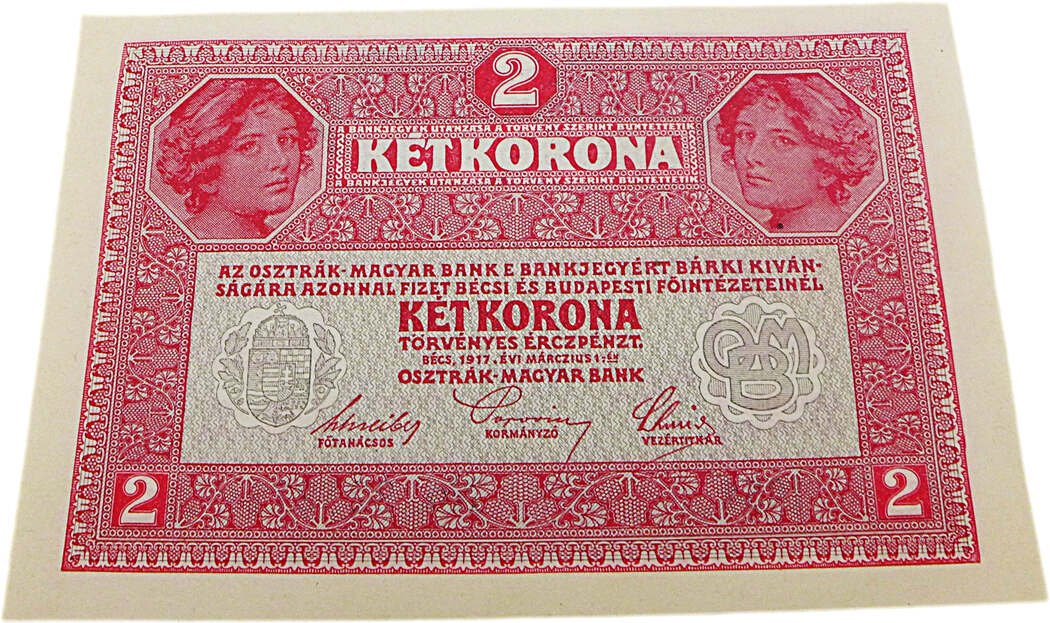 2
A BANKJEGYEK UTÁNZÁSA A TÖRVÉNY SZERINT BÜNTETTETIK
KÉT KORONA
A BANKJEGYEK UTÁNZÁSA A TÖRVÉNY SZERINT BÜNTETTETIK
AZ OSZTRÁK-MAGYAR BANK E BANKJEGYÉRT BÁRKI KIVÁN-
SÁGÁRA AZONNAL FIZET BÉCSI ÉS BUDAPESTI FŐINTÉZETEINÉL
KÉT KORONA
TÖRVÉNYES ÉRCZPÉNZT.
BÉCS, 1917. ÉVI MÁRCZIUS 1-ÉN
OSZTRÁK-MAGYAR BANK
FŐTANÁCSOS KORMÁNYZÓ VEZÉRTITKÁR
2 2